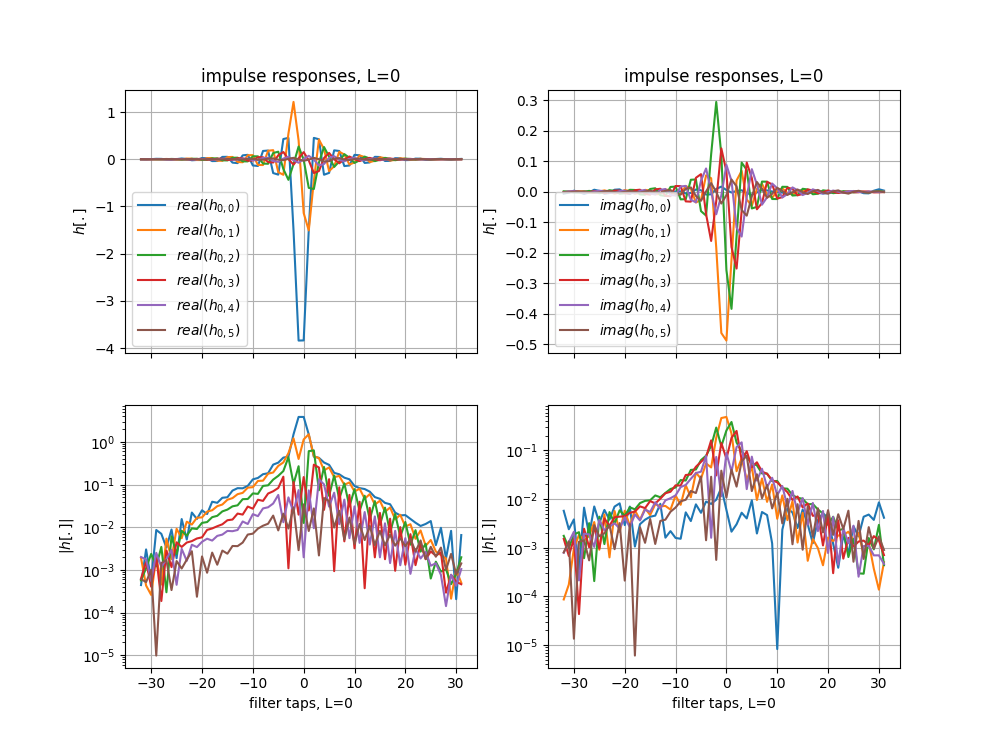 impulse responses, L=0
1
0
−1
−2
−3
−4
h[.]
real(h0,0)
real(h0,1)
real(h0,2)
real(h0,3)
real(h0,4)
real(h0,5)
impulse responses, L=0
0.3
0.2
0.1
0.0
−0.1
−0.2
−0.3
−0.4
−0.5
h[.]
imag(h0,0)
imag(h0,1)
imag(h0,2)
imag(h0,3)
imag(h0,4)
imag(h0,5)
10^0
10^−1
10^−2
10^−3
10^−4
10^−5
|h[.]|
−30 −20 −10 0 10 20 30
filter taps, L=0
10^−1
10^−2
10^−3
10^−4
10^−5
|h[.]|
−30 −20 −10 0 10 20 30
filter taps, L=0